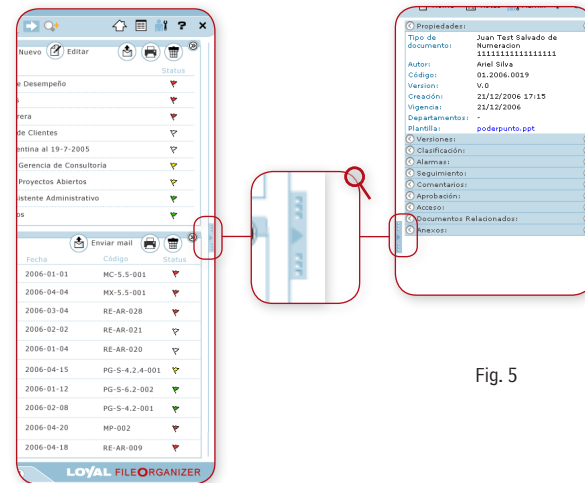 Nuevo Editar
Status
e Desempeño
s
rera
de Clientes
entina al 19-7-2005
Gerencia de Consultoría
Proyectos Abiertos
istente Administrativo
os
Enviar mail
Fecha Código Status
2006-01-01 MC-5.5-001
2006-04-04 MX-5.5-001
2006-03-04 RE-AR-028
2006-02-02 RE-AR-021
2006-01-04 RE-AR-020
2006-04-15 PG-S-4.2.4-001
2006-01-12 PG-S-6.2-002
2006-02-08 PG-S-4.2-001
2006-04-20 MP-002
2006-04-18 RE-AR-009
LOYAL FILEORGANIZER
Propiedades:
Tipo de documento: Juan Test Salvado de
Numeracion
11111111111111111
Autor: Ariel Silva
Código: 01.2006.0019
Version: V.0
Creación: 21/12/2006 17:15
Vigencia: 21/12/2006
Departamentos: -
Plantilla: poderpunto.ppt
Versiones:
Clasificación:
Alarmas:
Seguimiento:
Comentarios:
Aprobación:
Acceso:
Documentos Relacionados:
Anexos:
Fig. 5